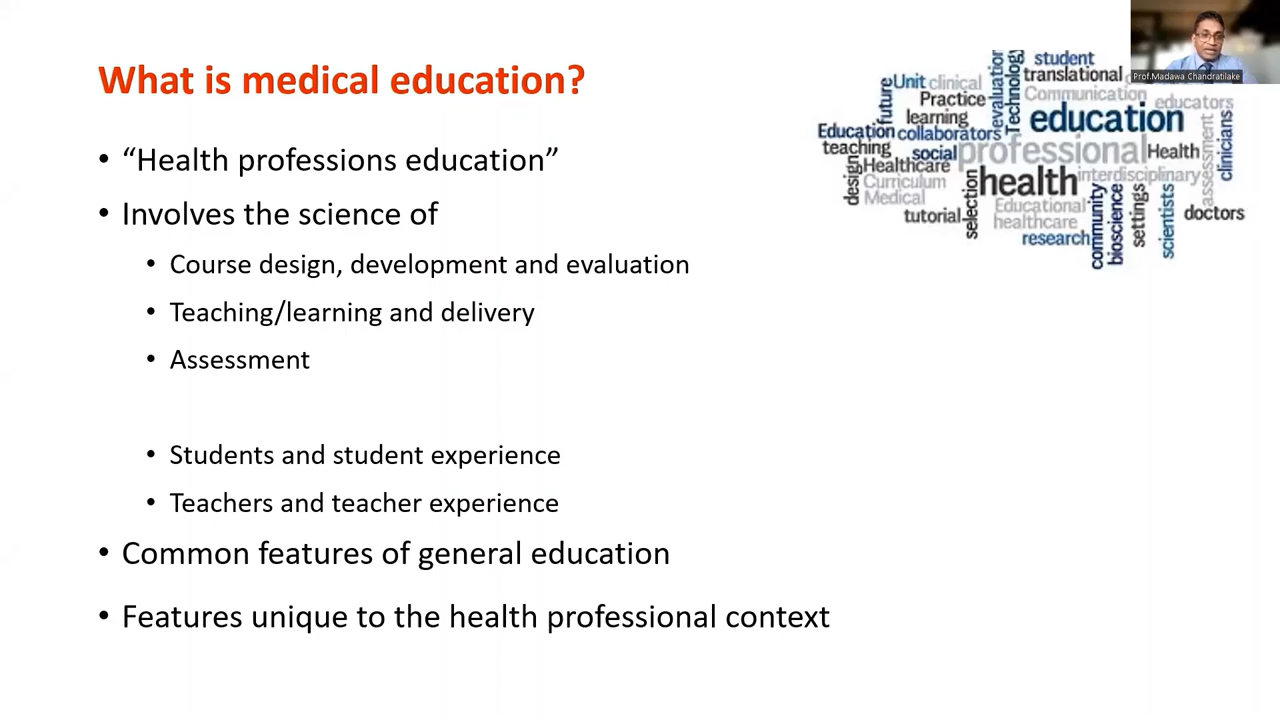 What is medical education?
• “Health professions education”
• Involves the science of
• Course design, development and evaluation
• Teaching/learning and delivery
• Assessment
• Students and student experience
• Teachers and teacher experience
• Common features of general education
• Features unique to the health professional context
Prof.Madawa Chandratilake
student
translational
Unit clinical
evaluation
Technology
future
Practice
Communication
educators
learning
education
Education collaborators
teaching
social
professional
Health
assessment
clinicians
design
Healthcare
Curriculum
health
interdisciplinary
Medical
selection
Educational
healthcare
tutorial
research
community
bioscience
settings
scientists
doctors